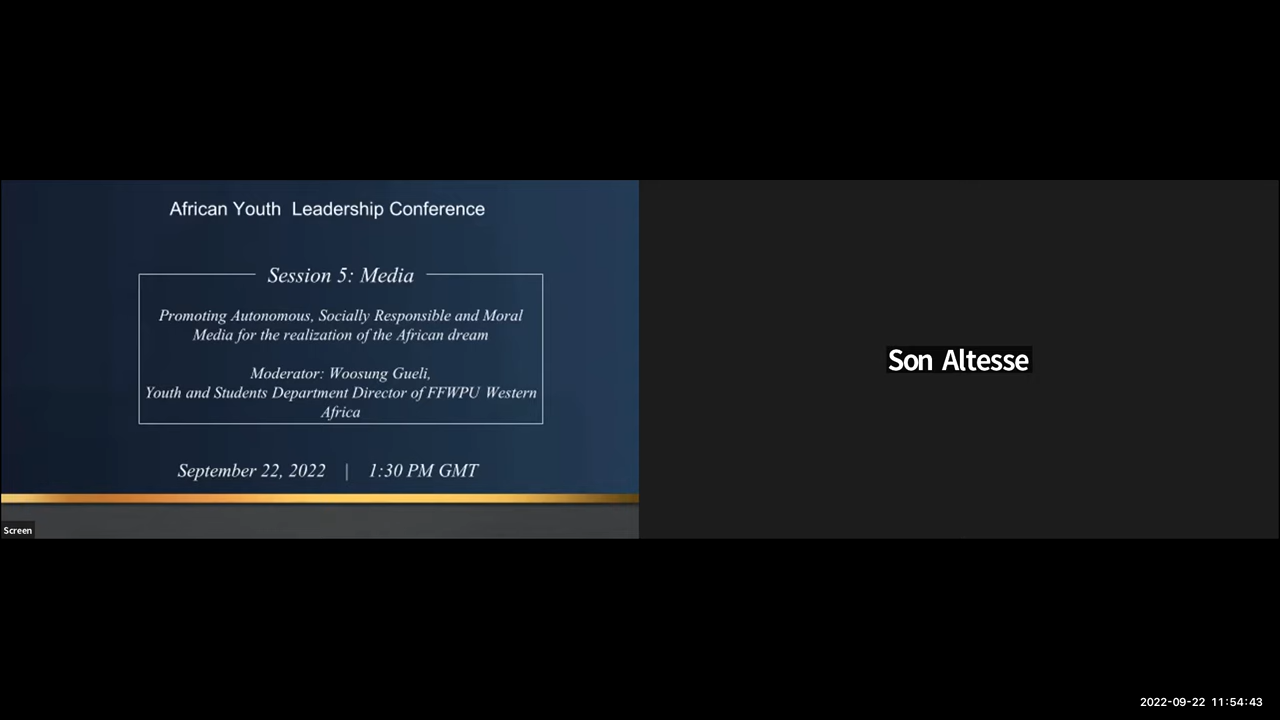 African Youth Leadership Conference
Session 5: Media
Promoting Autonomous, Socially Responsible and Moral
Media for the realization of the African dream
Moderator: Woosung Gueli,
Youth and Students Department Director of FFWPU Western
Africa
September 22, 2022 | 1:30 PM GMT
Screen
Son Altesse
2022-09-22 11:54:43